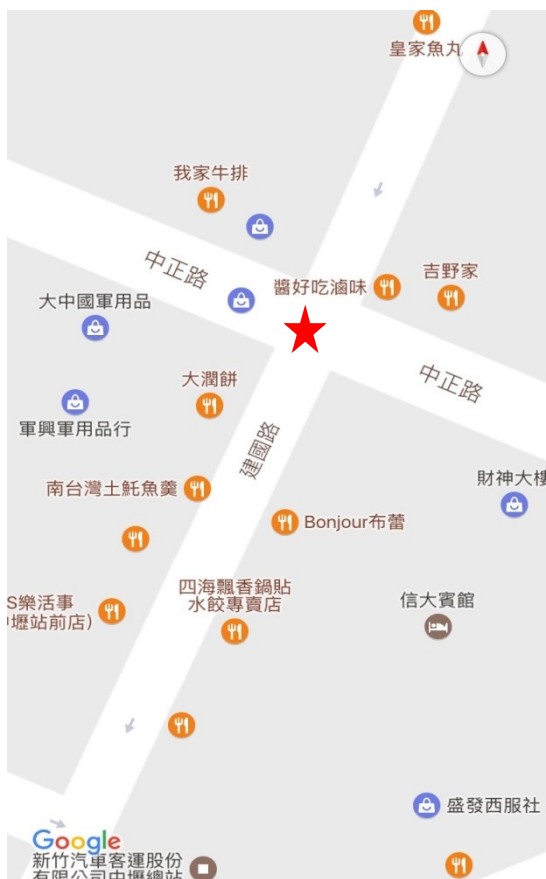 皇家魚丸
我家牛排
中正路
醬好吃滷味
吉野家
大中國軍用品
大潤餅
中正路
軍興軍用品行
建國路
南台灣土魠魚羹
財神大樓
Bonjour布蕾
四海飄香鍋貼
水餃專賣店
S樂活事
壢站前店)
信大賓館
盛發西服社
Google
新竹汽車客運股份
有限公司中壢總站